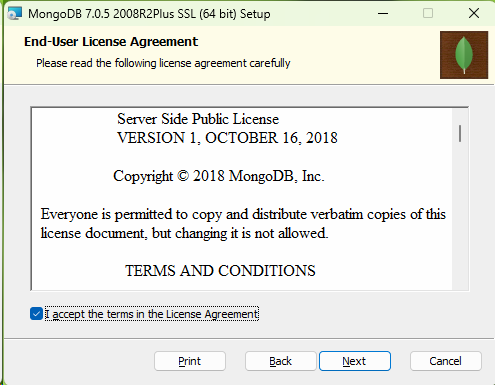 MongoDB 7.0.5 2008R2Plus SSL (64 bit) Setup
End-User License Agreement
Please read the following license agreement carefully
Server Side Public License
VERSION 1, OCTOBER 16, 2018
Copyright © 2018 MongoDB, Inc.
Everyone is permitted to copy and distribute verbatim copies of this
license document, but changing it is not allowed.
TERMS AND CONDITIONS
I accept the terms in the License Agreement
Print Back Next Cancel